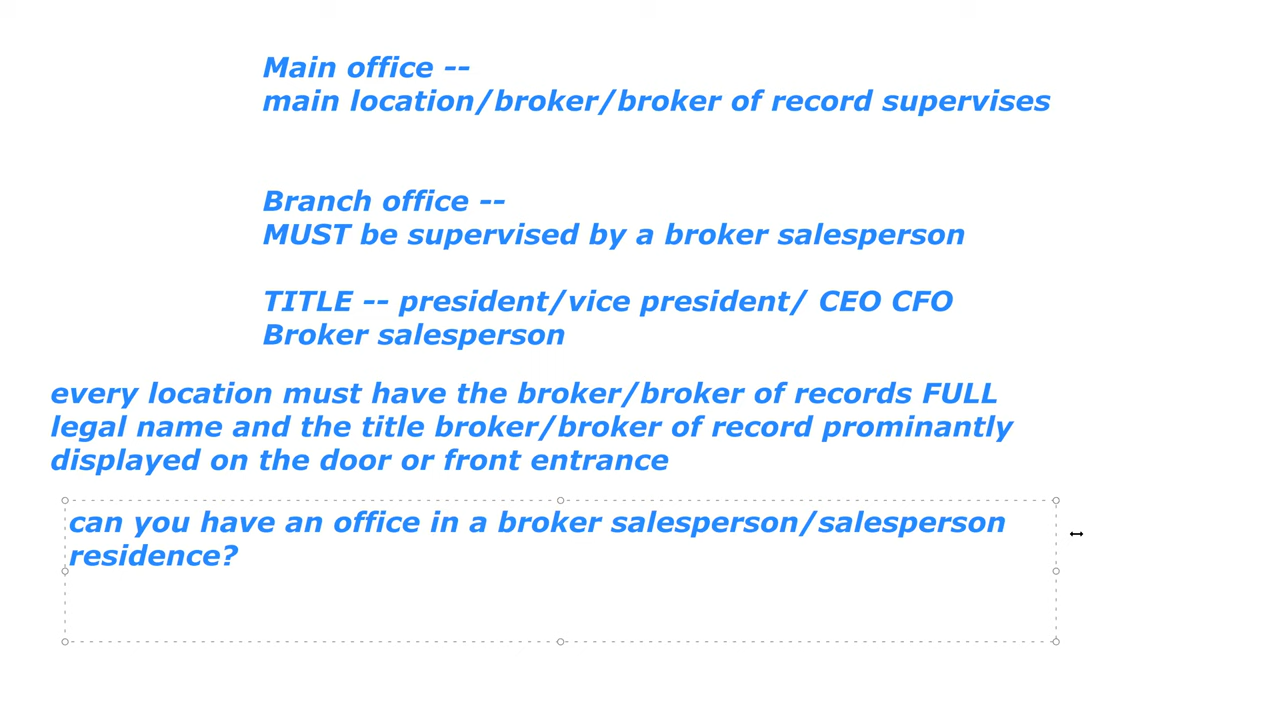 Main office --
main location/broker/broker of record supervises
Branch office --
MUST be supervised by a broker salesperson
TITLE -- president/vice president/ CEO CFO
Broker salesperson
every location must have the broker/broker of records FULL
legal name and the title broker/broker of record prominantly
displayed on the door or front entrance
can you have an office in a broker salesperson/salesperson
residence?